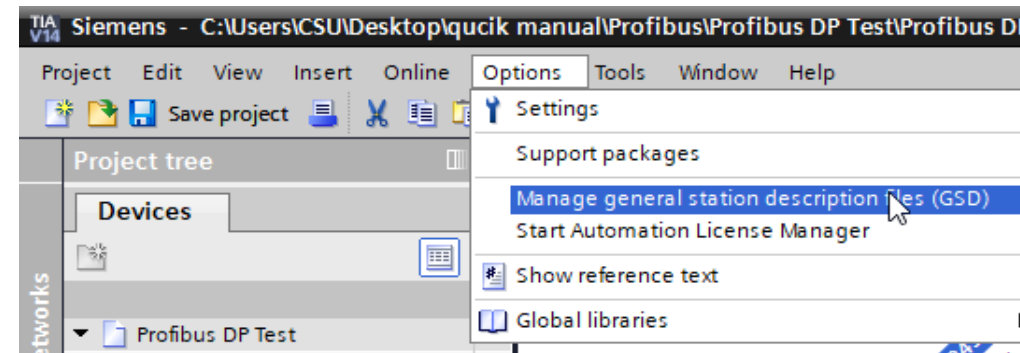 TIA V14 Siemens - C:\Users\CSU\Desktop\qucik manual\Profibus\Profibus DP Test\Profibus D
Project Edit View Insert Online Options Tools Window Help
Save project
Settings
Support packages
Project tree
Manage general station description files (GSD)
Devices
Start Automation License Manager
Show reference text
Global libraries
Profibus DP Test